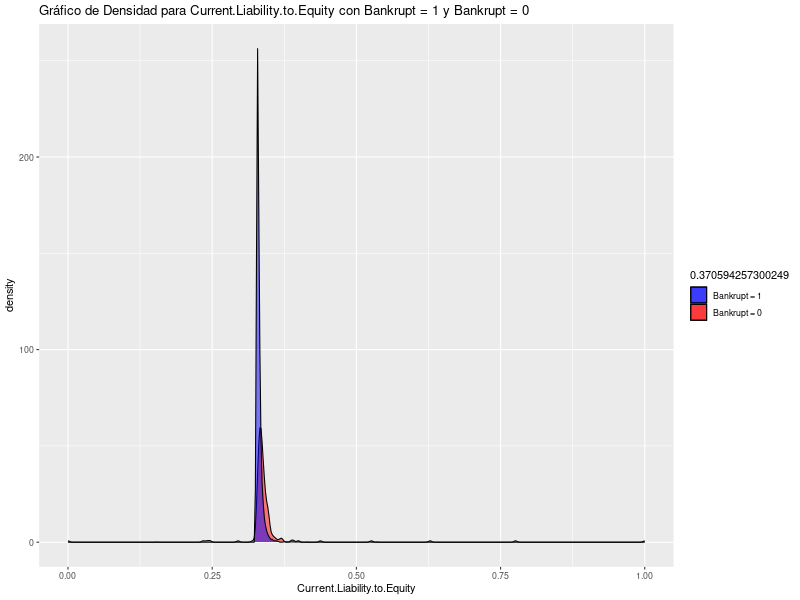 Gráfico de Densidad para Current.Liability.to.Equity con Bankrupt = 1 y Bankrupt = 0
200
100
0
density
0.00
0.25
0.50
0.75
1.00
Current.Liability.to.Equity
0.370594257300249
Bankrupt = 1
Bankrupt = 0